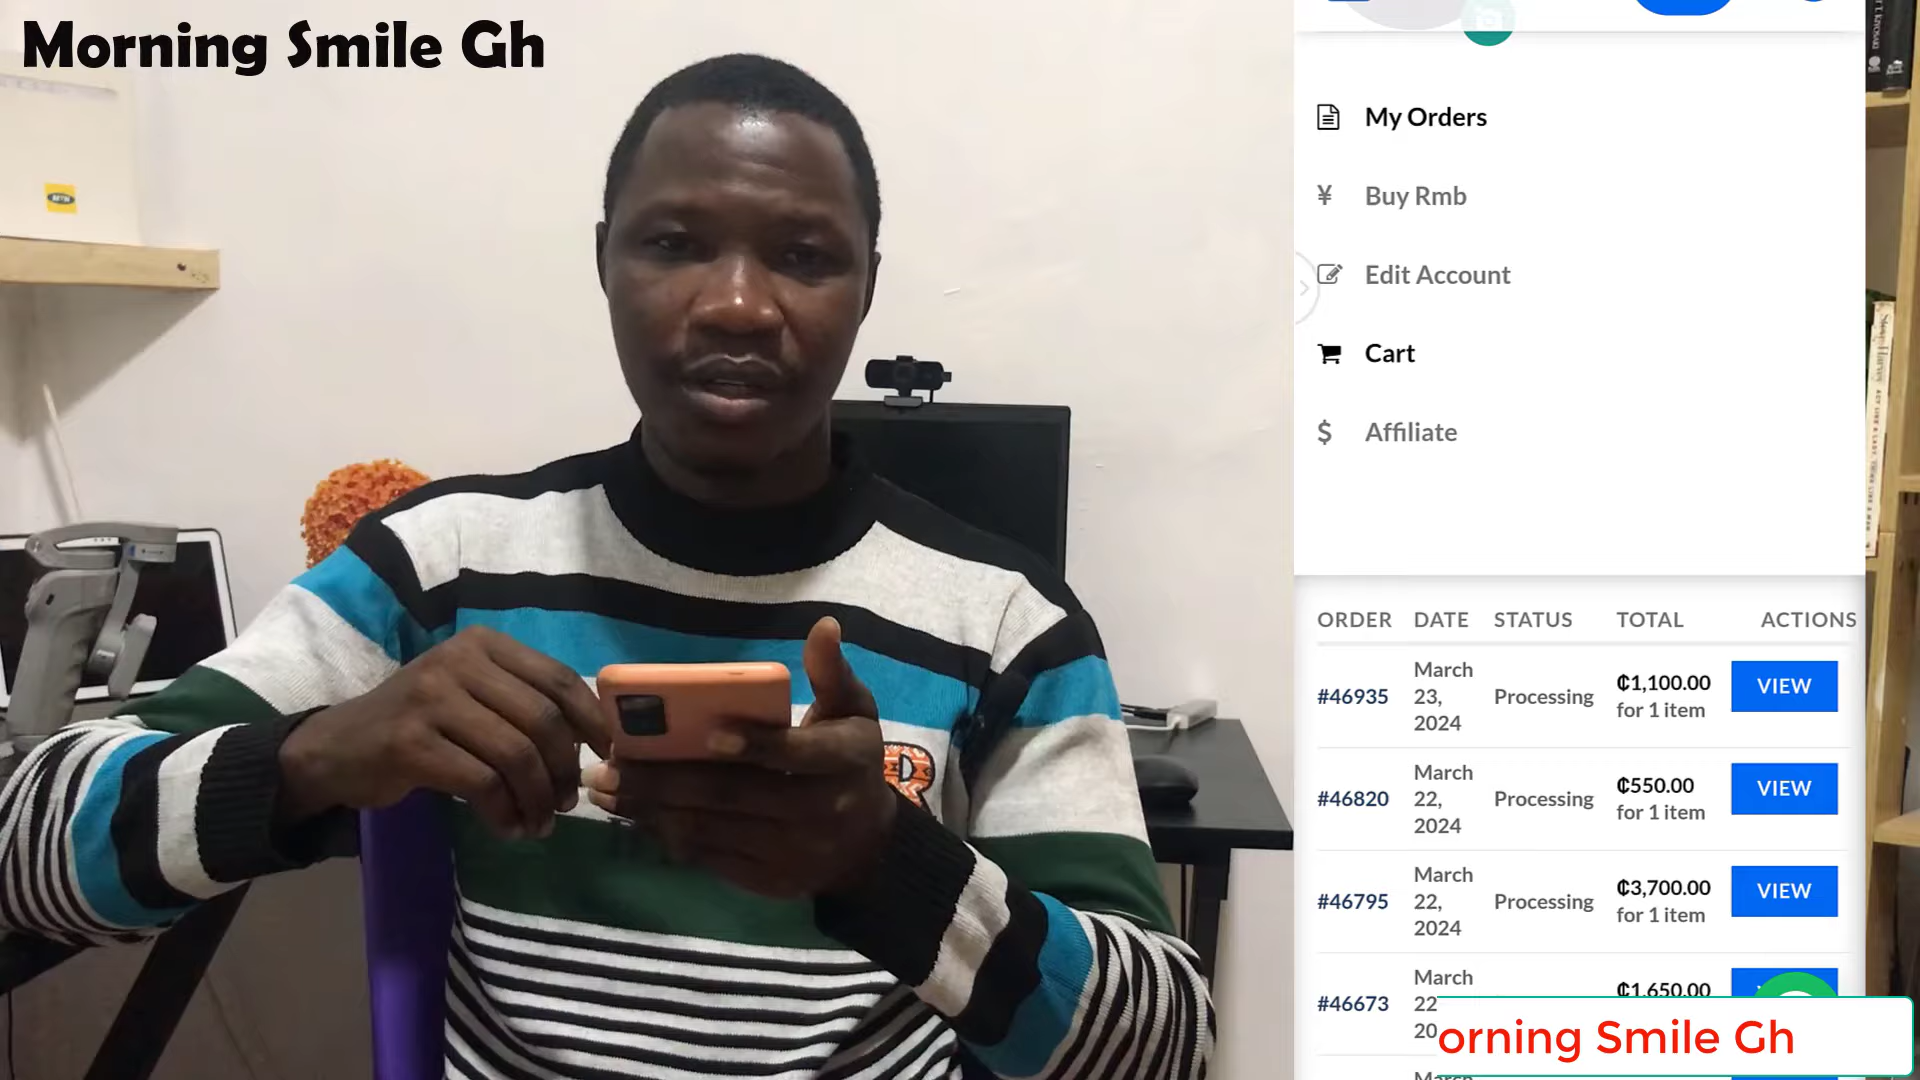 Morning Smile Gh
MTN
My Orders
¥ Buy Rmb
Edit Account
Cart
$ Affiliate
ORDER DATE STATUS TOTAL ACTIONS
#46935 March 23, 2024 Processing ₵1,100.00 for 1 item VIEW
#46820 March 22, 2024 Processing ₵550.00 for 1 item VIEW
#46795 March 22, 2024 Processing ₵3,700.00 for 1 item VIEW
#46673 March 22 20 ₵1,650.00
orning Smile Gh